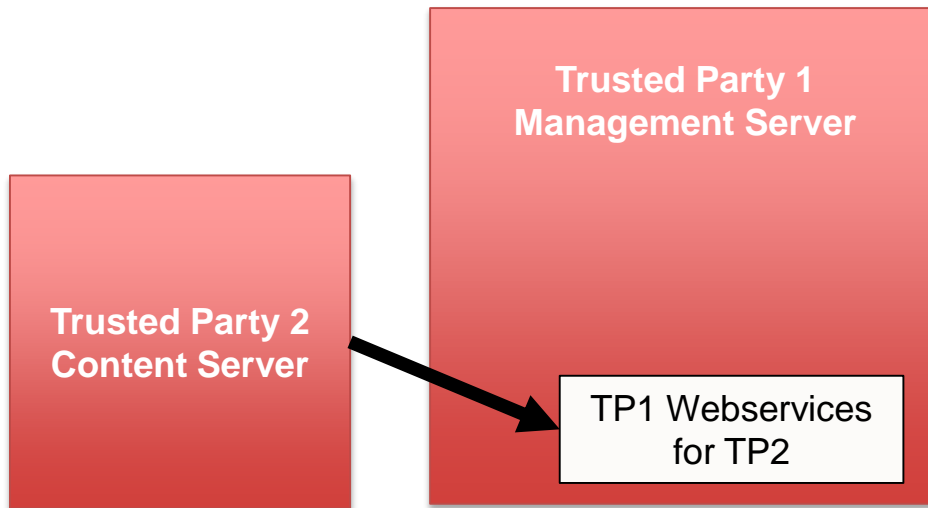 Trusted Party 1
Management Server
Trusted Party 2
Content Server
TP1 Webservices
for TP2